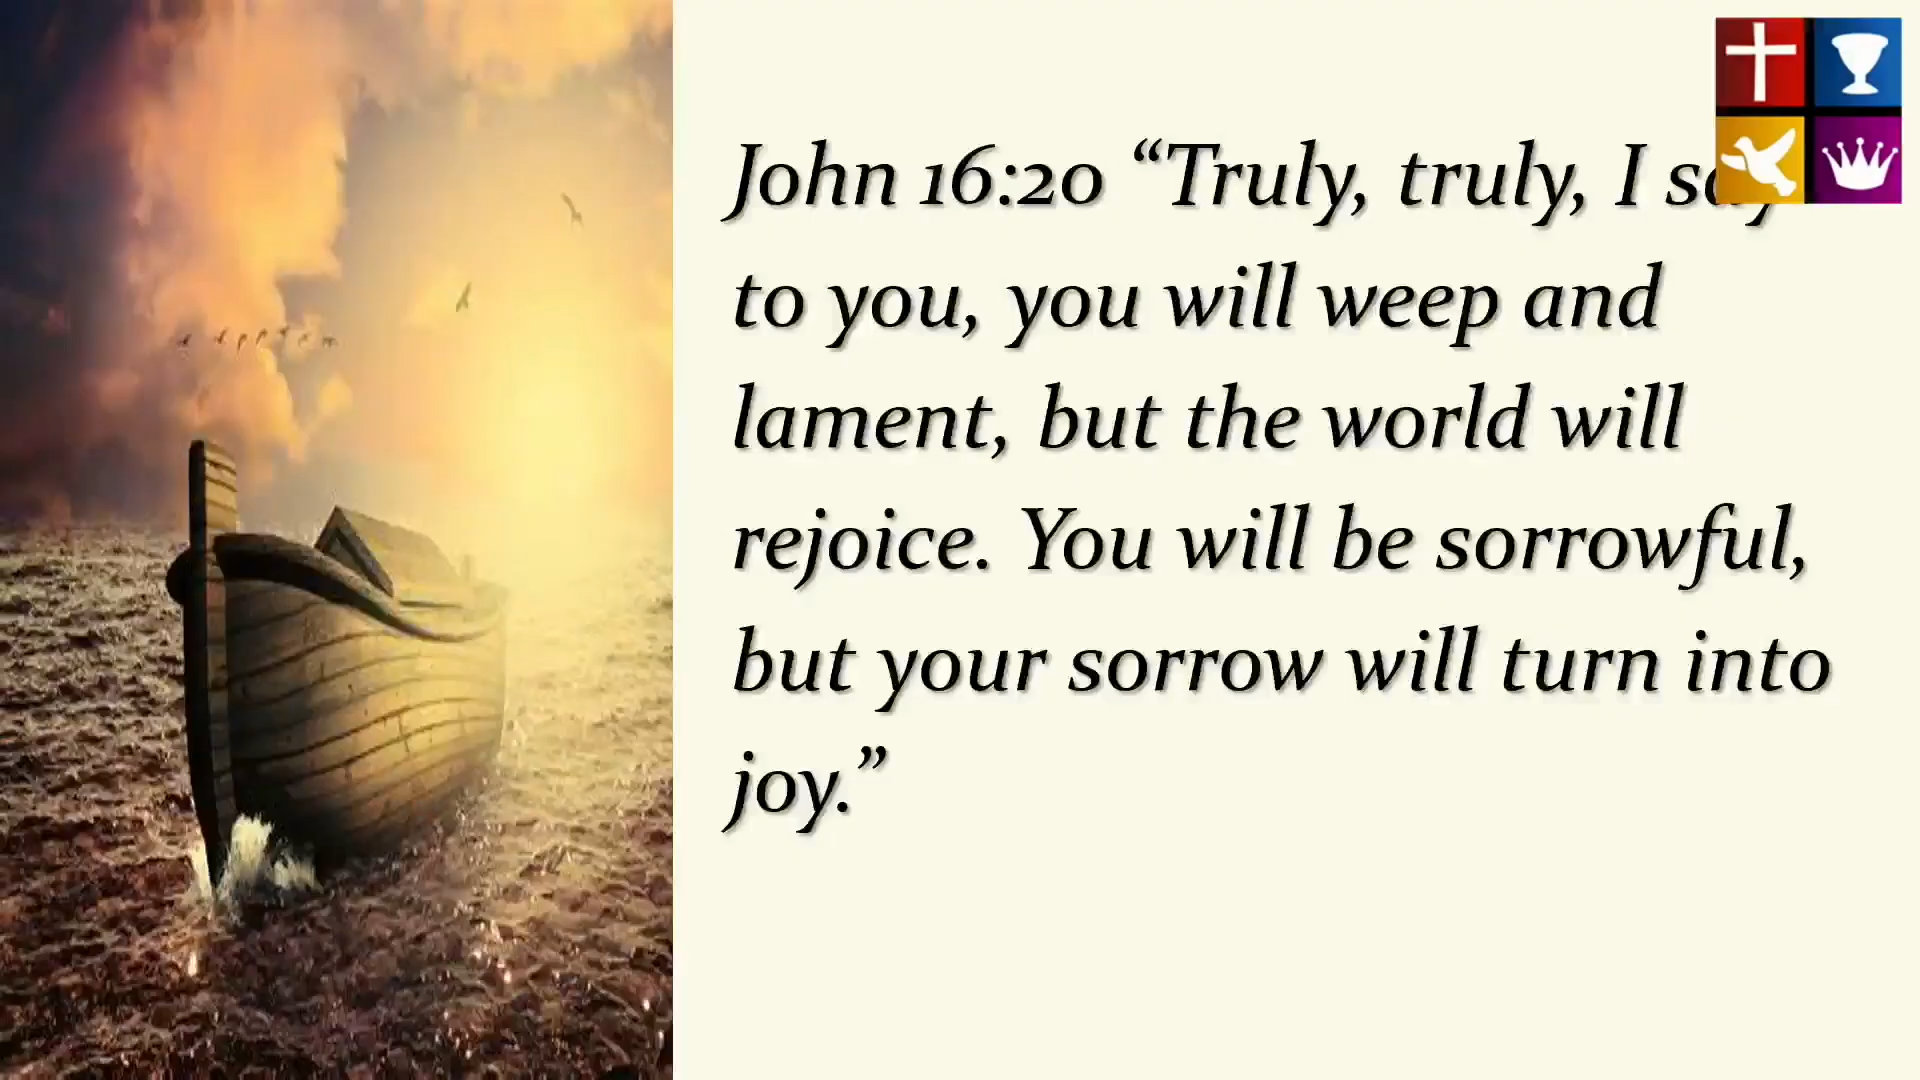 John 16:20 “Truly, truly, I say
to you, you will weep and
lament, but the world will
rejoice. You will be sorrowful,
but your sorrow will turn into
joy.”